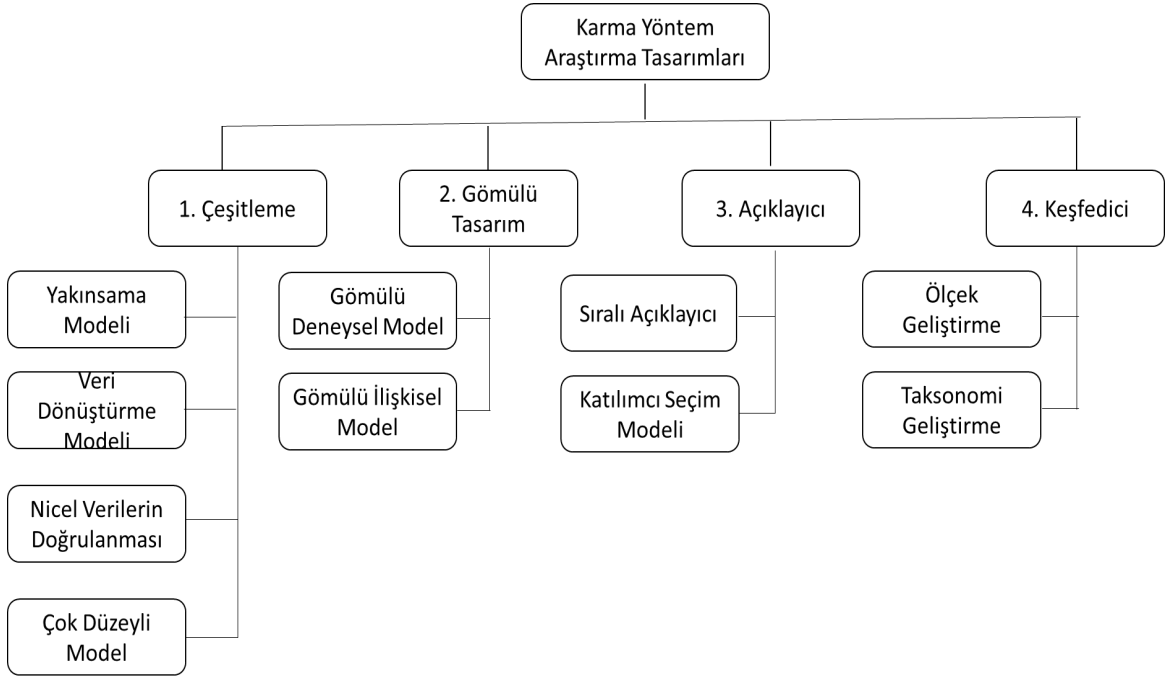 Karma Yöntem
Araştırma Tasarımları
1. Çeşitleme
2. Gömülü
Tasarım
3. Açıklayıcı
4. Keşfedici
Yakınsama
Modeli
Veri
Dönüştürme
Modeli
Nicel Verilerin
Doğrulanması
Çok Düzeyli
Model
Gömülü
Deneysel Model
Gömülü İlişkisel
Model
Sıralı Açıklayıcı
Katılımcı Seçim
Modeli
Ölçek
Geliştirme
Taksonomi
Geliştirme